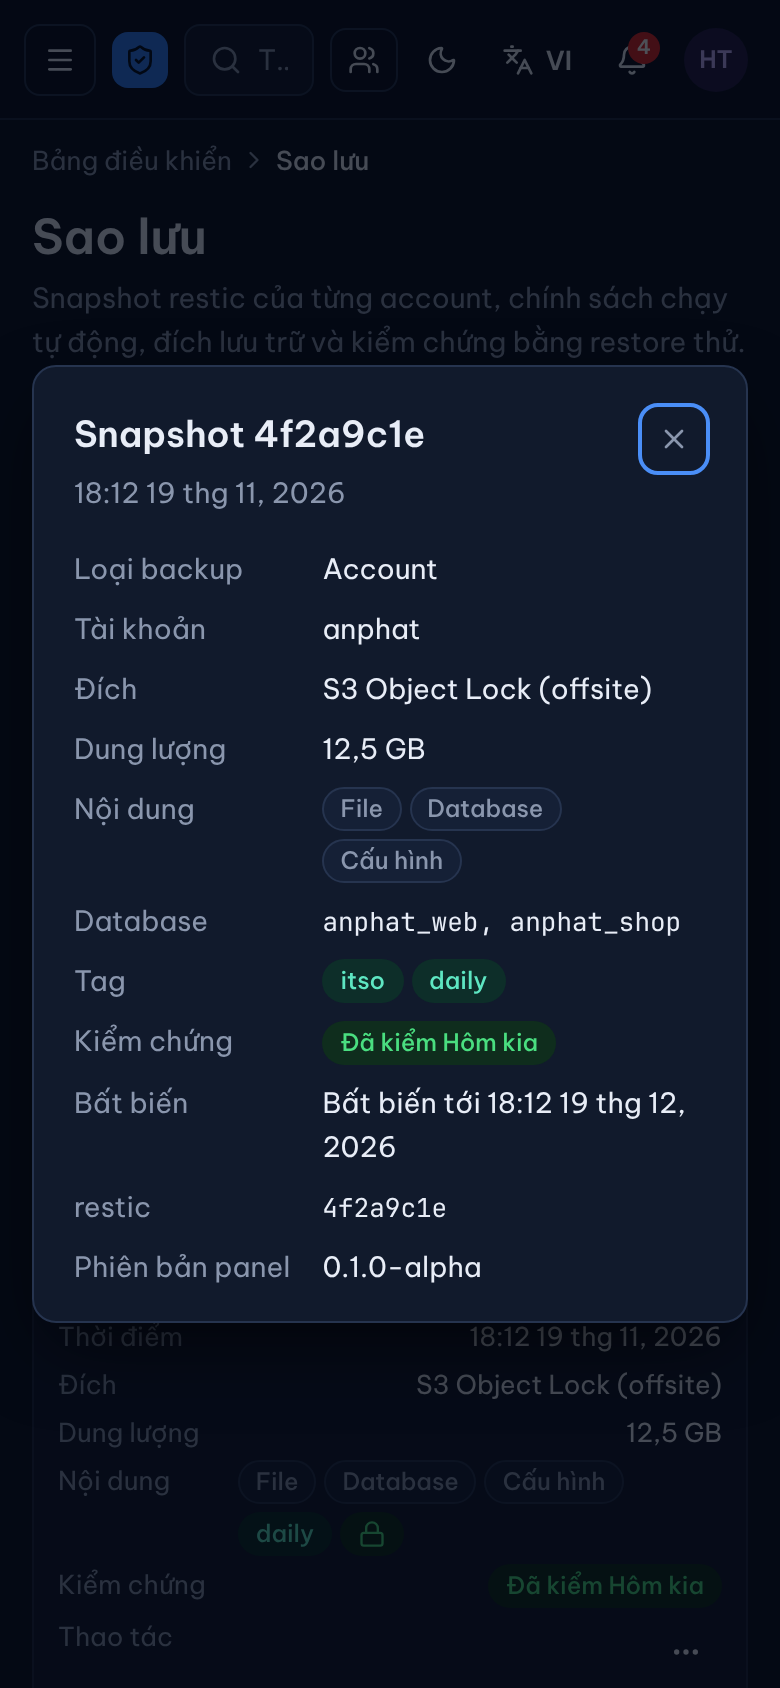 T..
VI
4
HT
Bảng điều khiển > Sao lưu
Sao lưu
Snapshot restic của từng account, chính sách chạy
tự động, đích lưu trữ và kiểm chứng bằng restore thử.
Snapshot 4f2a9c1e
18:12 19 thg 11, 2026
Loại backup Account
Tài khoản anphat
Đích S3 Object Lock (offsite)
Dung lượng 12,5 GB
Nội dung File Database
Cấu hình
Database anphat_web, anphat_shop
Tag itso daily
Kiểm chứng Đã kiểm Hôm kia
Bất biến Bất biến tới 18:12 19 thg 12,
2026
restic 4f2a9c1e
Phiên bản panel 0.1.0-alpha
Thời điểm 18:12 19 thg 11, 2026
Đích S3 Object Lock (offsite)
Dung lượng 12,5 GB
Nội dung File Database Cấu hình
daily
Kiểm chứng Đã kiểm Hôm kia
Thao tác